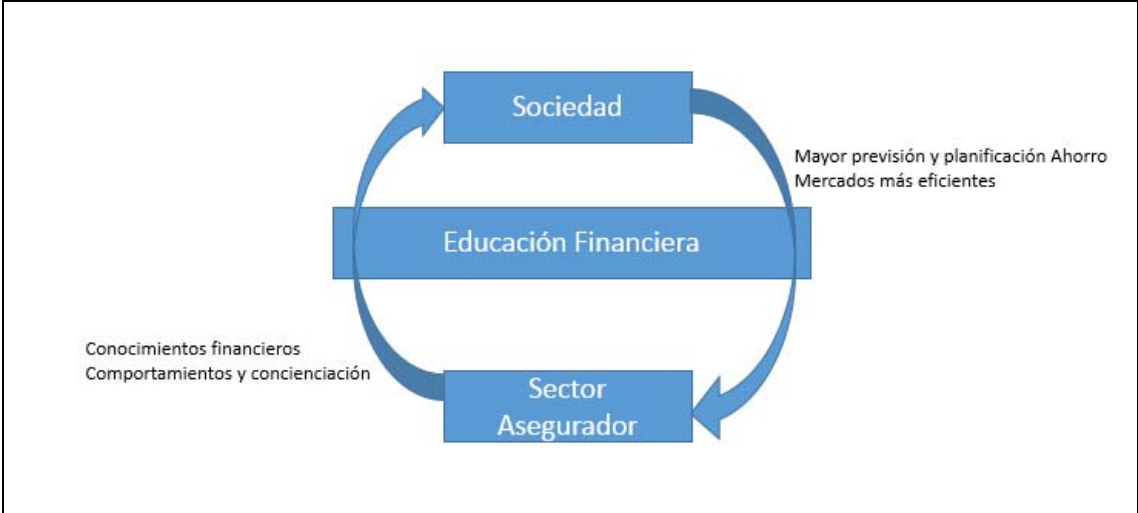 Sociedad
Mayor previsión y planificación Ahorro
Mercados más eficientes
Educación Financiera
Conocimientos financieros
Comportamientos y concienciación
Sector
Asegurador